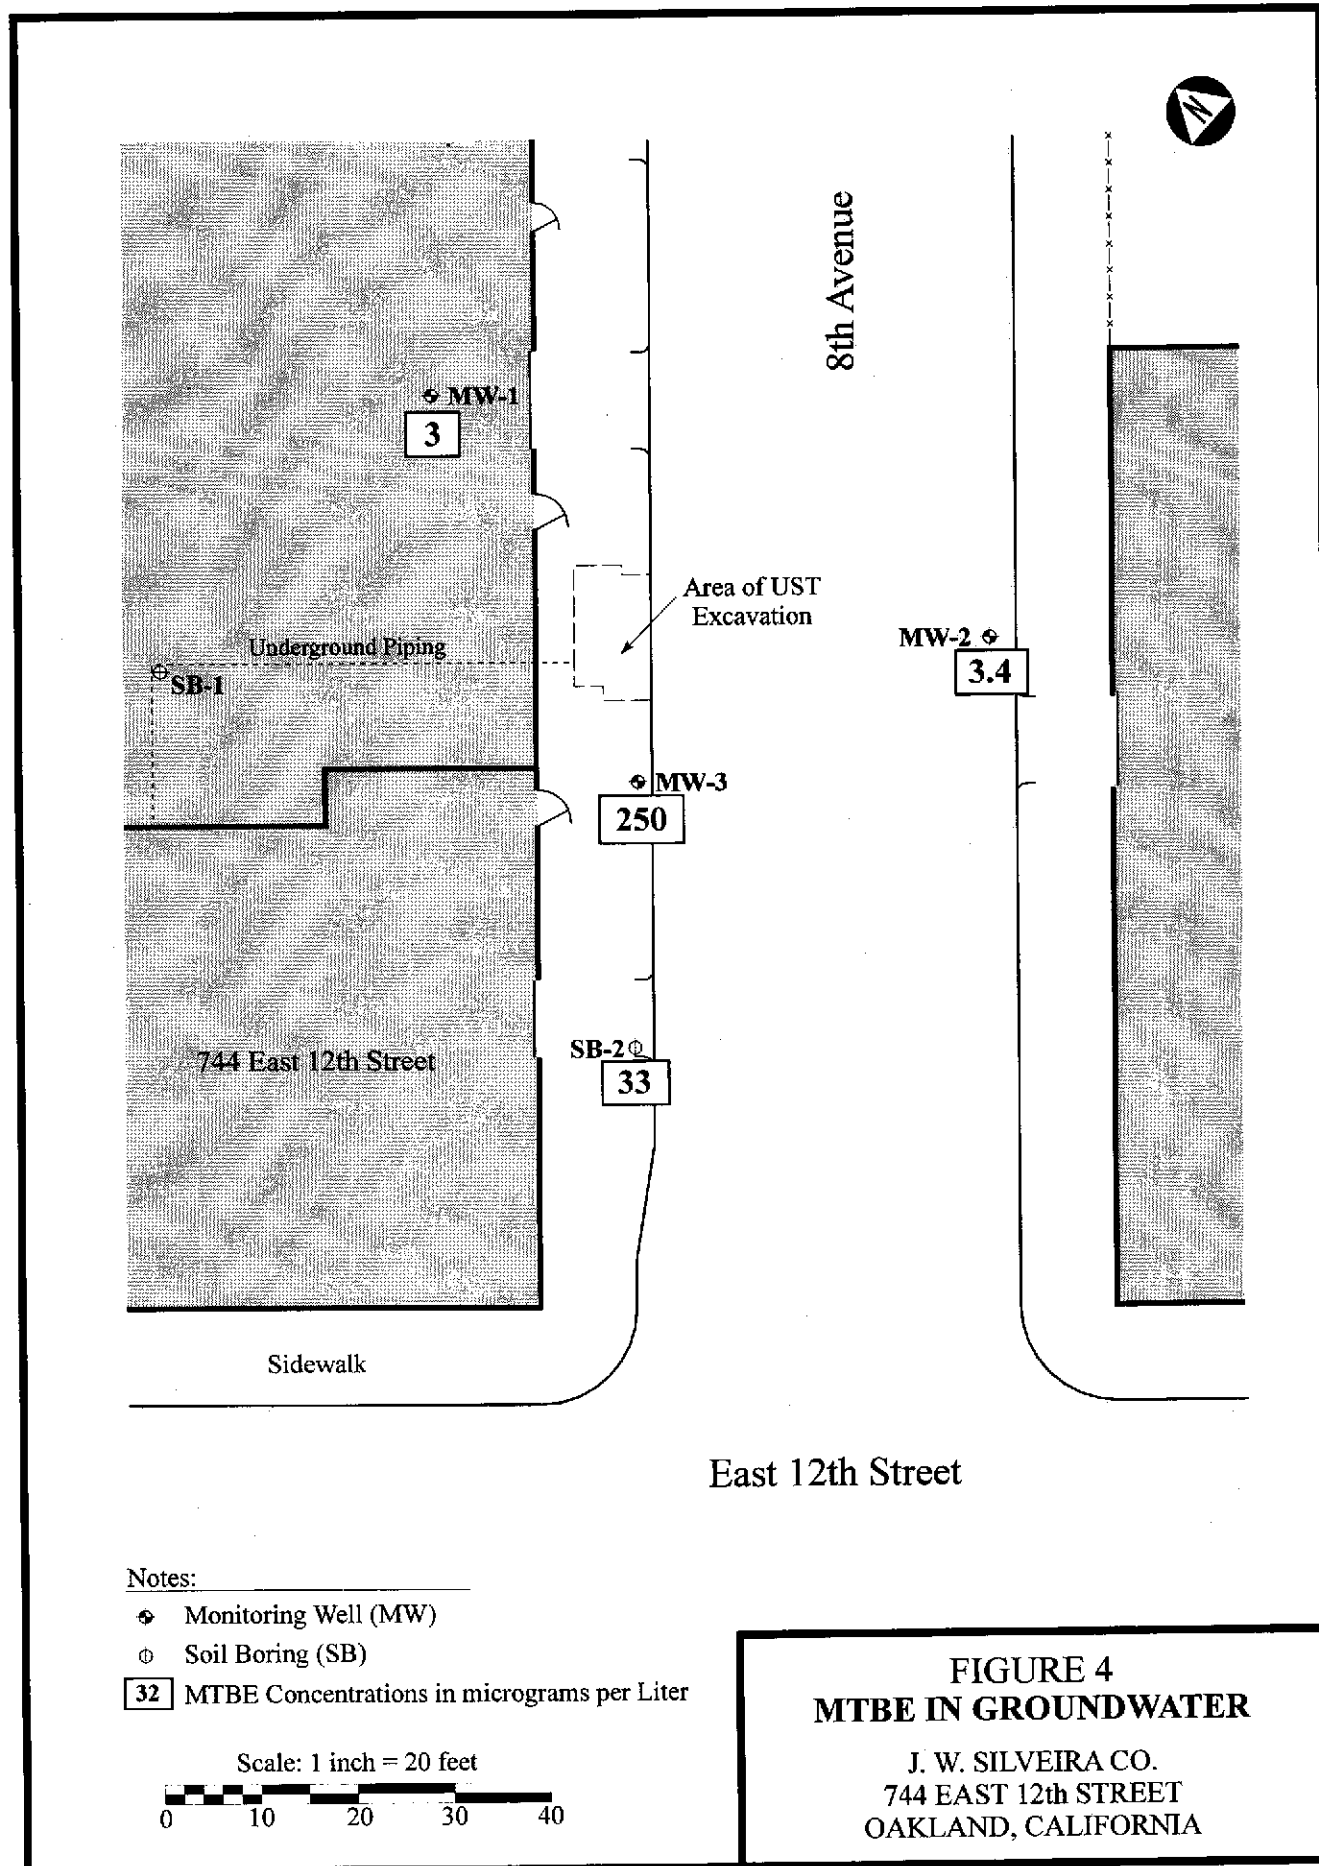 N
8th Avenue
MW-1
3
Area of UST
Excavation
Underground Piping
MW-2
3.4
SB-1
MW-3
250
SB-2
33
744 East 12th Street
Sidewalk
East 12th Street
Notes:
Monitoring Well (MW)
Soil Boring (SB)
32 MTBE Concentrations in micrograms per Liter
Scale: 1 inch = 20 feet
0 10 20 30 40
FIGURE 4
MTBE IN GROUNDWATER
J. W. SILVEIRA CO.
744 EAST 12th STREET
OAKLAND, CALIFORNIA